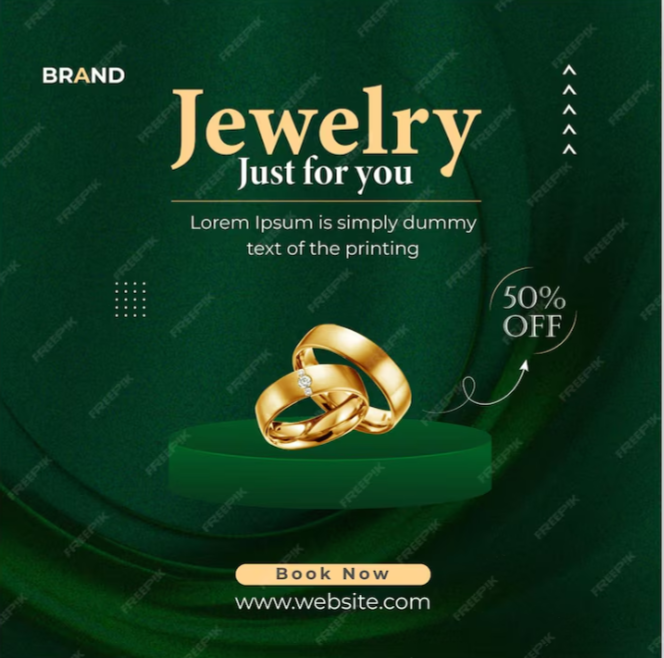 BRAND
Jewelry
Just for you
Lorem Ipsum is simply dummy
text of the printing
50%
OFF
Book Now
www.website.com
FREEPIK